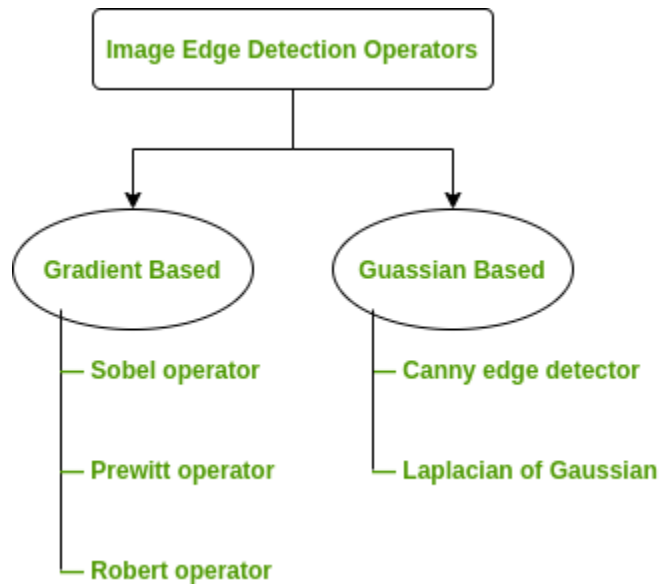 Image Edge Detection Operators
Gradient Based
Guassian Based
Sobel operator
Canny edge detector
Prewitt operator
Laplacian of Gaussian
Robert operator